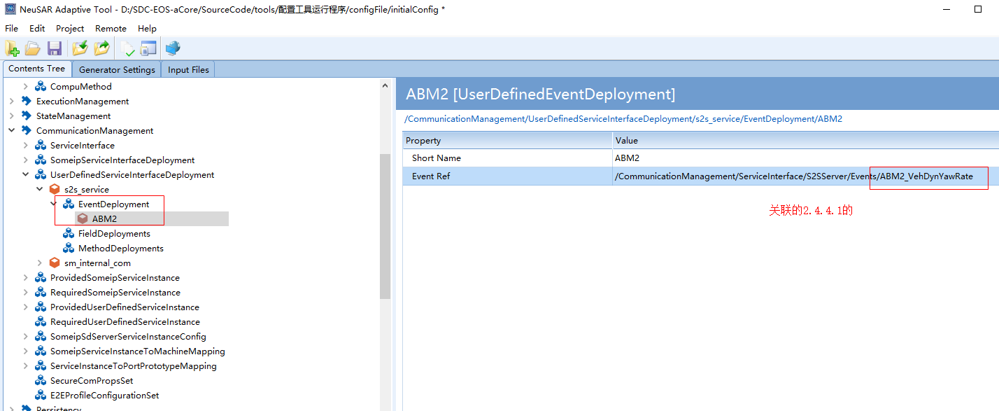 NeuSAR Adaptive Tool - D:/SDC-EOS-aCore/SourceCode/tools/配置工具运行程序/configFile/initialConfig *
File Edit Project Remote Help
Contents Tree Generator Settings Input Files
CompuMethod
ExecutionManagement
StateManagement
CommunicationManagement
ServiceInterface
SomeipServiceInterfaceDeployment
UserDefinedServiceInterfaceDeployment
s2s_service
EventDeployment
ABM2
FieldDeployments
MethodDeployments
sm_internal_com
ProvidedSomeipServiceInstance
RequiredSomeipServiceInstance
ProvidedUserDefinedServiceInstance
RequiredUserDefinedServiceInstance
SomeipSdServerServiceInstanceConfig
SomeipServiceInstanceToMachineMapping
ServiceInstanceToPortPrototypeMapping
SecureComPropsSet
E2EProfileConfigurationSet
Persistency
ABM2 [UserDefinedEventDeployment]
/CommunicationManagement/UserDefinedServiceInterfaceDeployment/s2s_service/EventDeployment/ABM2
Property Value
Short Name ABM2
Event Ref /CommunicationManagement/ServiceInterface/S2SServer/Events/ABM2_VehDynYawRate
关联的2.4.4.1的